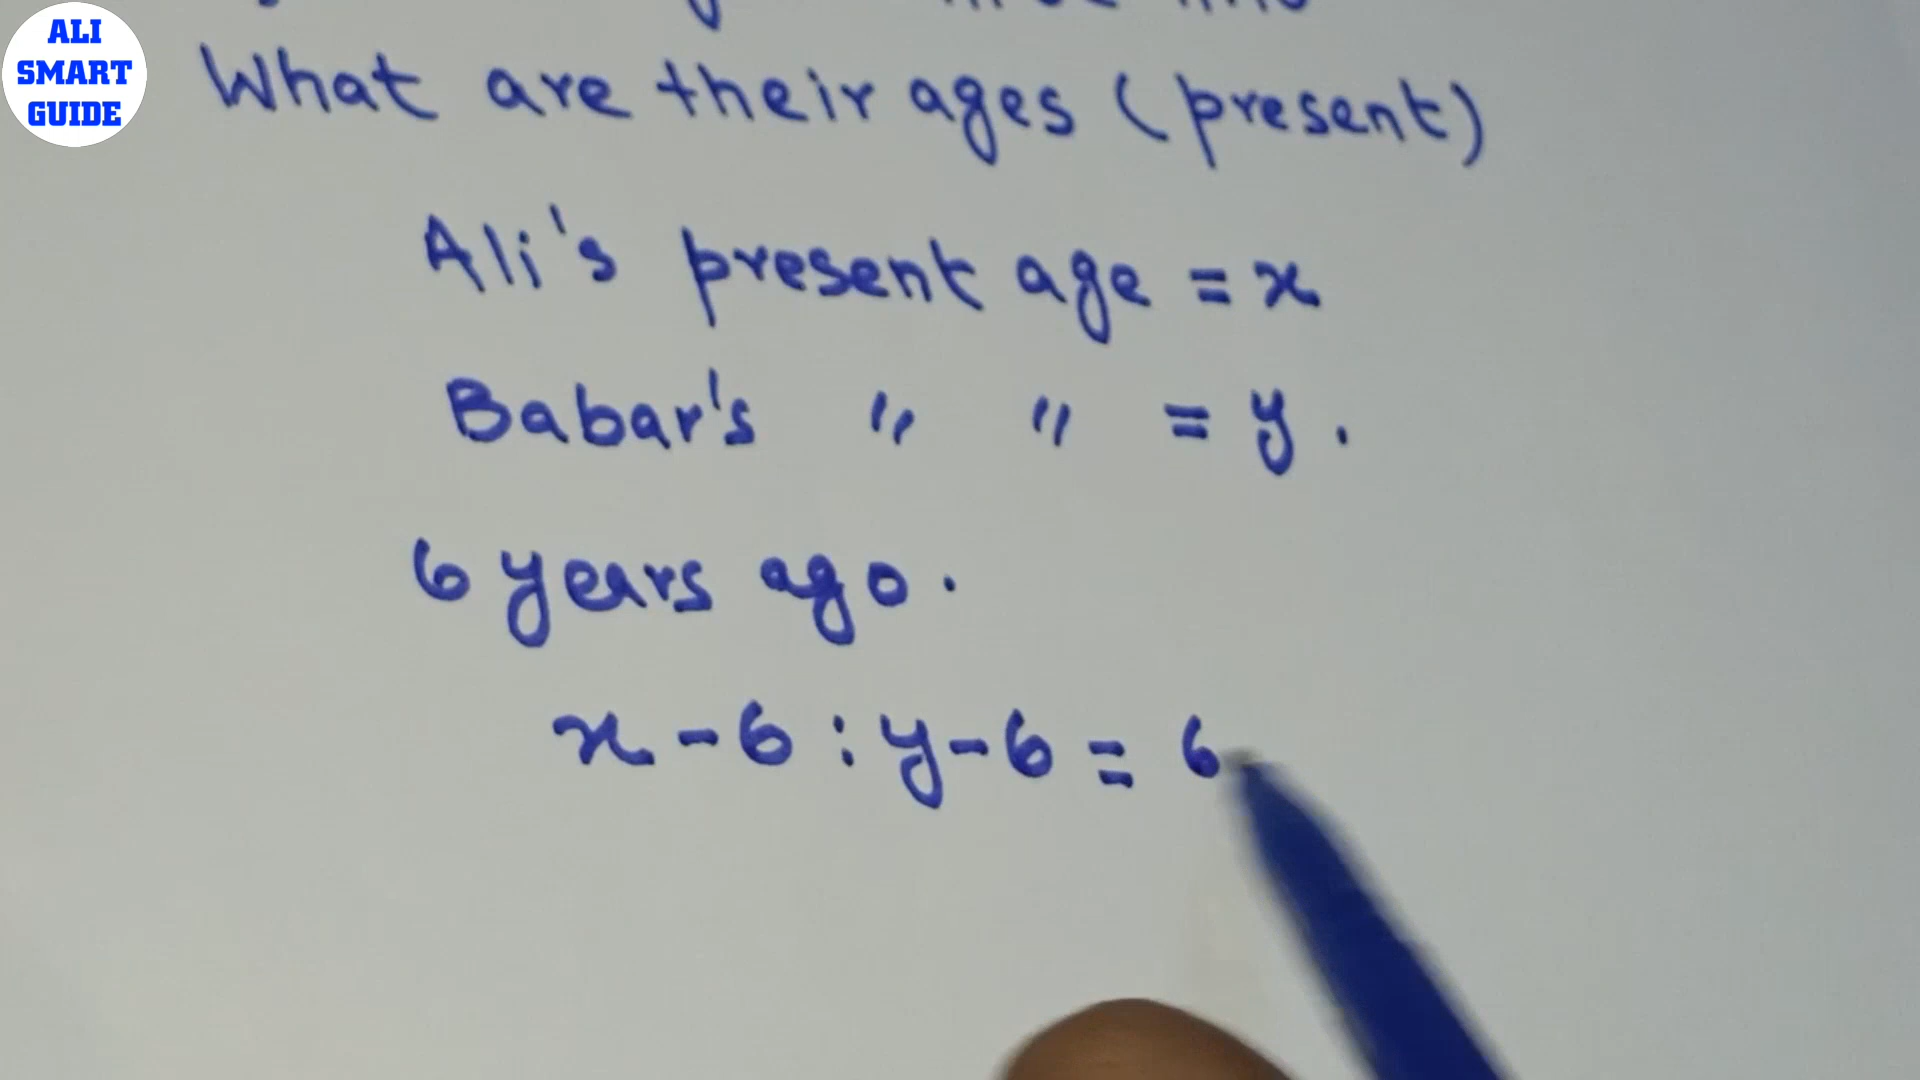 ALI
SMART
GUIDE
What are their ages (present)
Ali's present age = x
Babar's " " = y.
6 years ago.
x - 6 : y - 6 = 6